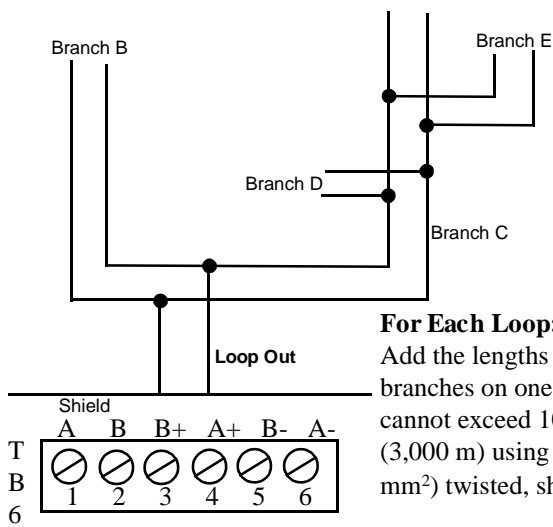 Branch B
Branch E
Branch D
Branch C
Loop Out
For Each Loop:
Add the lengths
branches on one
cannot exceed 10
(3,000 m) using
mm²) twisted, sh
Shield
A B B+ A+ B- A-
T
B
6
1 2 3 4 5 6